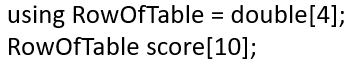 using RowOfTable = double[4];
RowOfTable score[10];